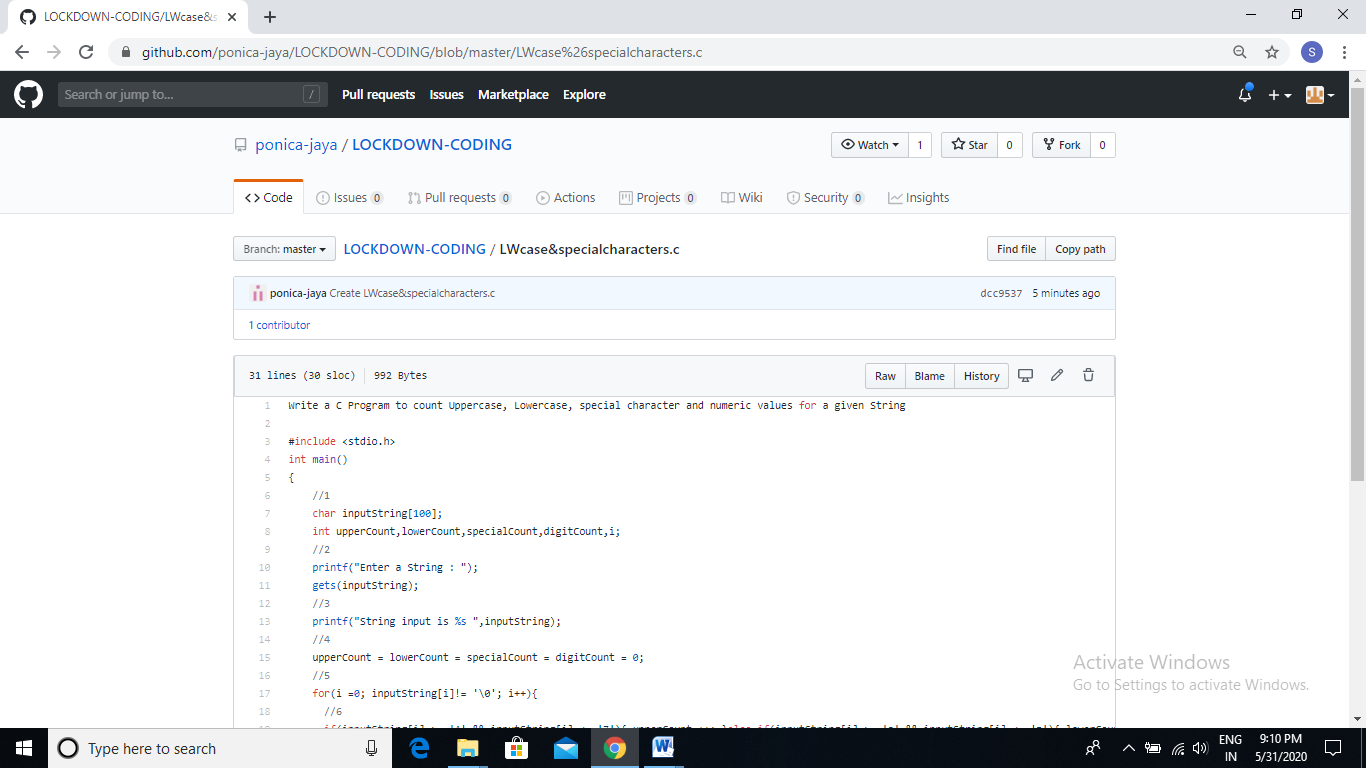 LOCKDOWN-CODING/LWcase&s
github.com/ponica-jaya/LOCKDOWN-CODING/blob/master/LWcase%26specialcharacters.c
S
Search or jump to... /
Pull requests Issues Marketplace Explore
ponica-jaya / LOCKDOWN-CODING
Watch 1 Star 0 Fork 0
Code Issues 0 Pull requests 0 Actions Projects 0 Wiki Security 0 Insights
Branch: master LOCKDOWN-CODING / LWcase&specialcharacters.c Find file Copy path
ponica-jaya Create LWcase&specialcharacters.c dcc9537 5 minutes ago
1 contributor
31 lines (30 sloc) 992 Bytes Raw Blame History
1 Write a C Program to count Uppercase, Lowercase, special character and numeric values for a given String
2
3 #include <stdio.h>
4 int main()
5 {
6 //1
7 char inputString[100];
8 int upperCount,lowerCount,specialCount,digitCount,i;
9 //2
10 printf("Enter a String : ");
11 gets(inputString);
12 //3
13 printf("String input is %s ",inputString);
14 //4
15 upperCount = lowerCount = specialCount = digitCount = 0;
16 //5
17 for(i =0; inputString[i]!= '\0'; i++){
18 //6
Activate Windows
Go to Settings to activate Windows.
Type here to search
ENG
IN
9:10 PM
5/31/2020